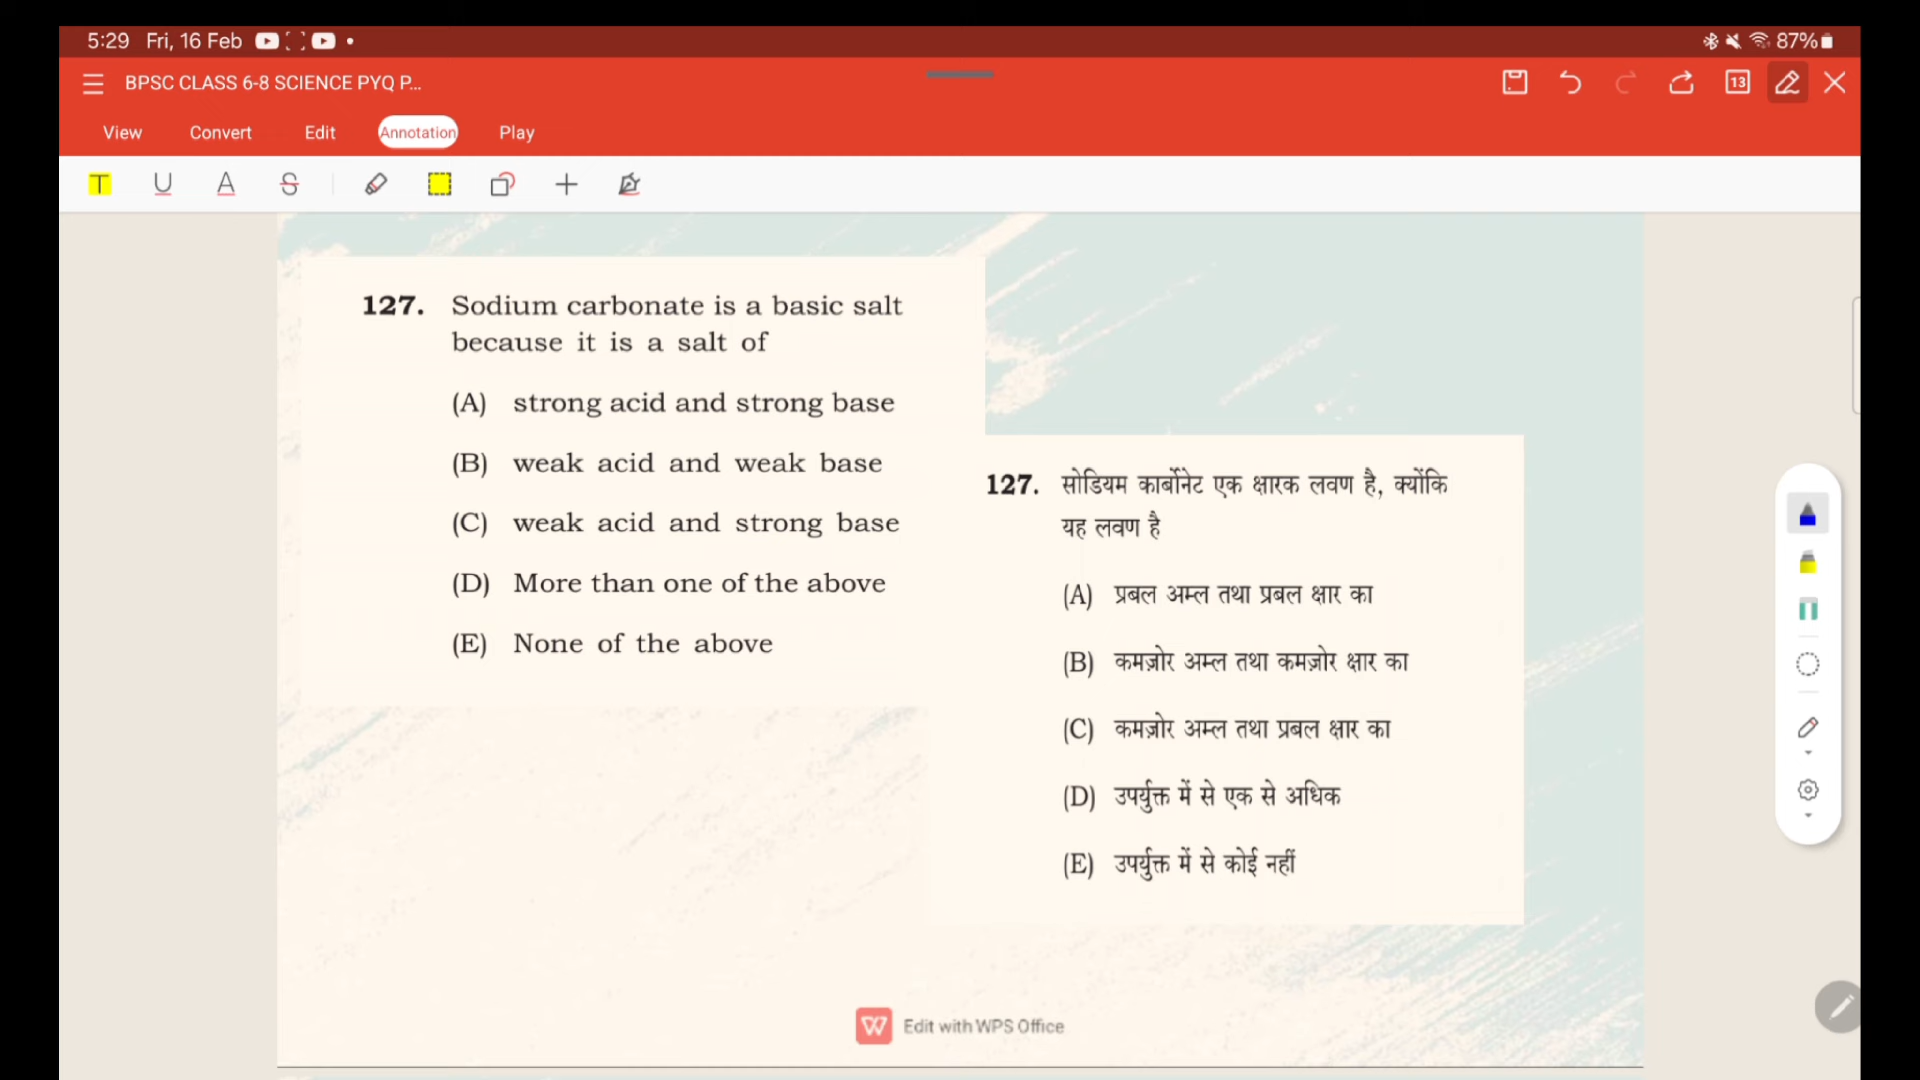 5:29 Fri, 16 Feb
87%
BPSC CLASS 6-8 SCIENCE PYQ P...
13
View Convert Edit Annotation Play
T U A S
127. Sodium carbonate is a basic salt
because it is a salt of
(A) strong acid and strong base
(B) weak acid and weak base
(C) weak acid and strong base
(D) More than one of the above
(E) None of the above
127. सोडियम कार्बोनेट एक क्षारक लवण है, क्योंकि
यह लवण है
(A) प्रबल अम्ल तथा प्रबल क्षार का
(B) कमज़ोर अम्ल तथा कमज़ोर क्षार का
(C) कमज़ोर अम्ल तथा प्रबल क्षार का
(D) उपर्युक्त में से एक से अधिक
(E) उपर्युक्त में से कोई नहीं
W Edit with WPS Office